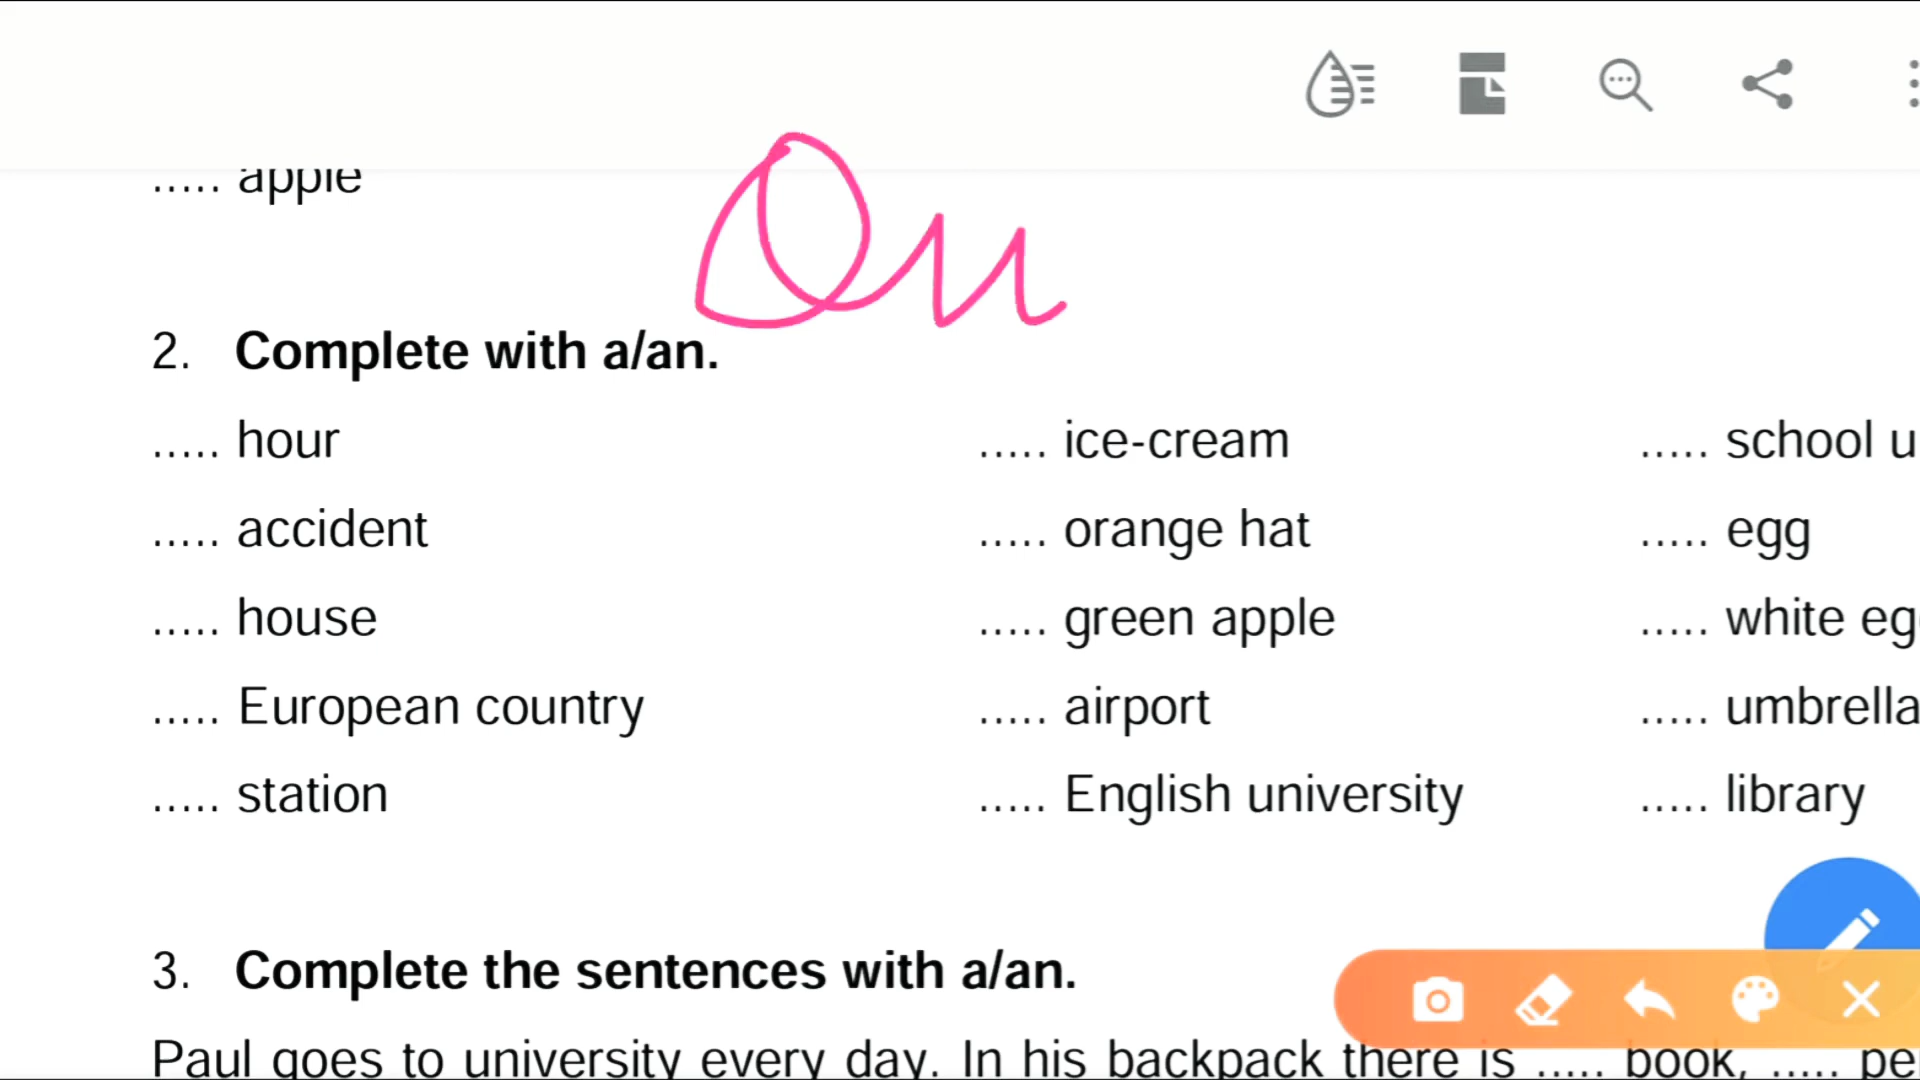 ..... apple
an
2. Complete with a/an.
..... hour ..... ice-cream ..... school u
..... accident ..... orange hat ..... egg
..... house ..... green apple ..... white eg
..... European country ..... airport ..... umbrella
..... station ..... English university ..... library
3. Complete the sentences with a/an.
Paul goes to university every day. In his backpack there is ..... book, ..... pe